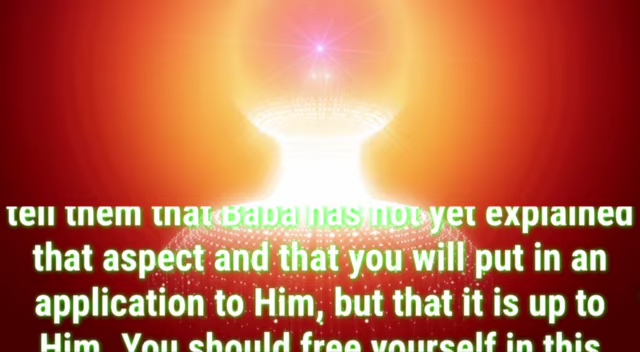 tell them that Baba has not yet explained
that aspect and that you will put in an
application to Him, but that it is up to
Him. You should free yourself in this